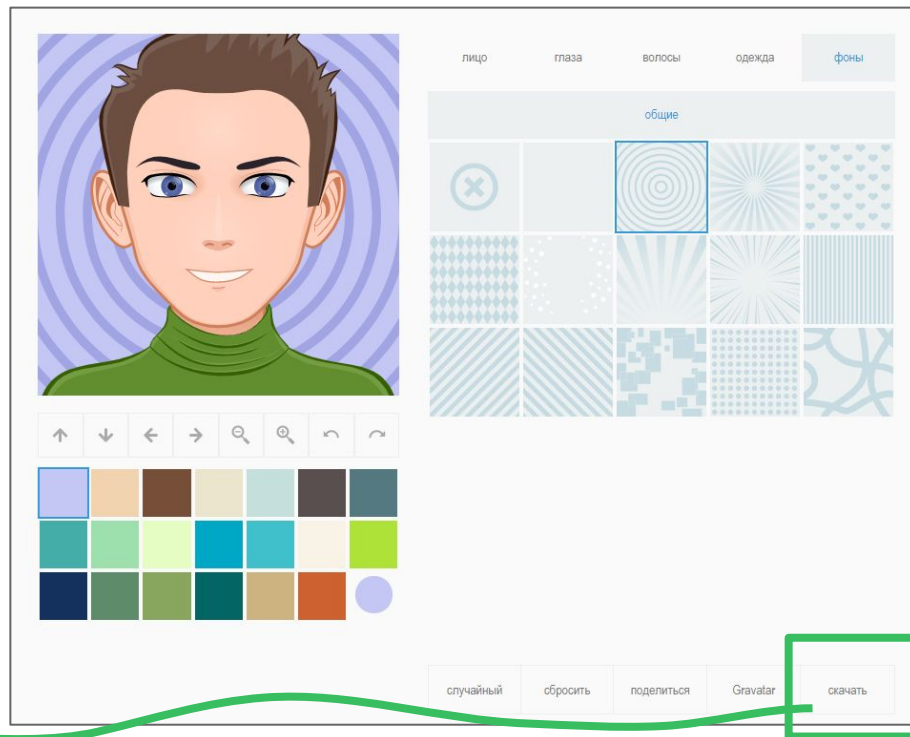 лицо глаза волосы одежда фоны
общие
случайный сбросить поделиться Gravatar скачать